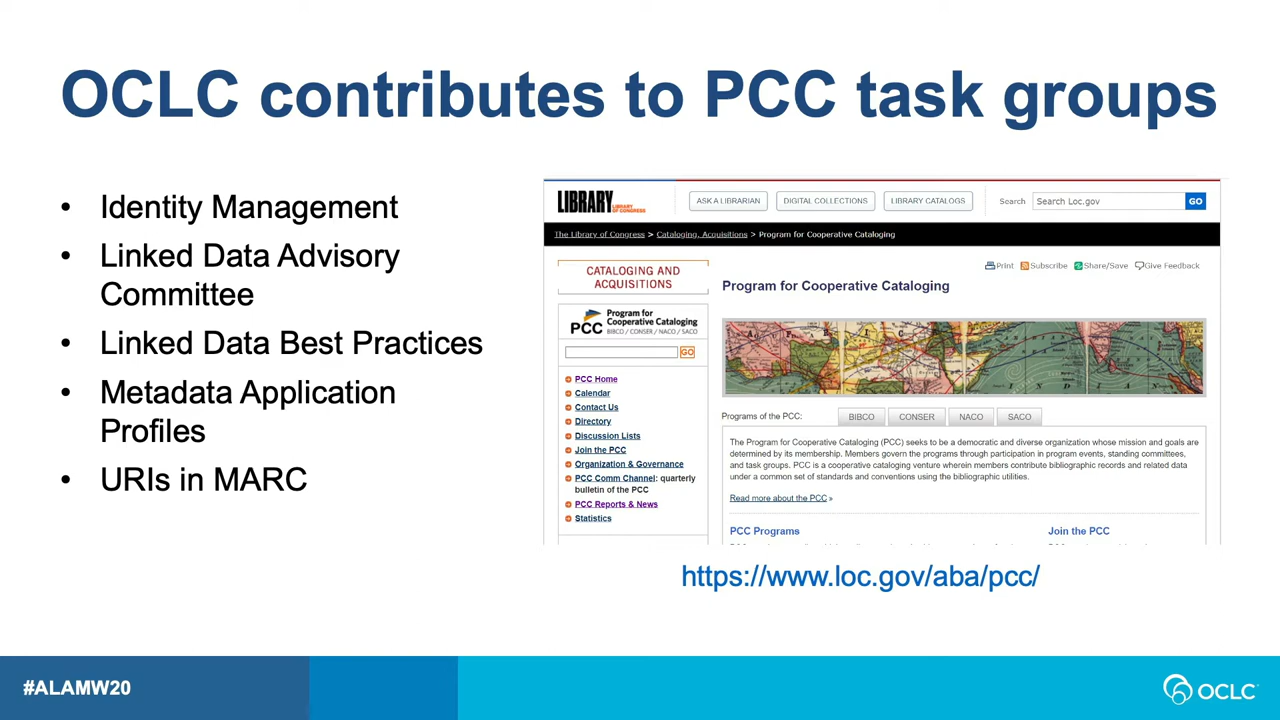 OCLC contributes to PCC task groups
• Identity Management
• Linked Data Advisory
Committee
• Linked Data Best Practices
• Metadata Application
Profiles
• URIs in MARC
LIBRARY LIBRARY OF CONGRESS
ASK A LIBRARIAN DIGITAL COLLECTIONS LIBRARY CATALOGS Search Search Loc.gov GO
The Library of Congress > Cataloging, Acquisitions > Program for Cooperative Cataloging
Print Subscribe Share/Save Give Feedback
CATALOGING AND
ACQUISITIONS
PCC Program for
Cooperative Cataloging
BIBCO / CONSER / NACO / SACO
GO
PCC Home
Calendar
Contact Us
Directory
Discussion Lists
Join the PCC
Organization & Governance
PCC Comm Channel: quarterly
bulletin of the PCC
PCC Reports & News
Statistics
Program for Cooperative Cataloging
INDIAN
Programs of the PCC: BIBCO CONSER NACO SACO
The Program for Cooperative Cataloging (PCC) seeks to be a democratic and diverse organization whose mission and goals are
determined by its membership. Members govern the programs through participation in program events, standing committees,
and task groups. PCC is a cooperative cataloging venture wherein members contribute bibliographic records and related data
under a common set of standards and conventions using the bibliographic utilities.
Read more about the PCC »
PCC Programs Join the PCC
https://www.loc.gov/aba/pcc/
#ALAMW20
OCLC